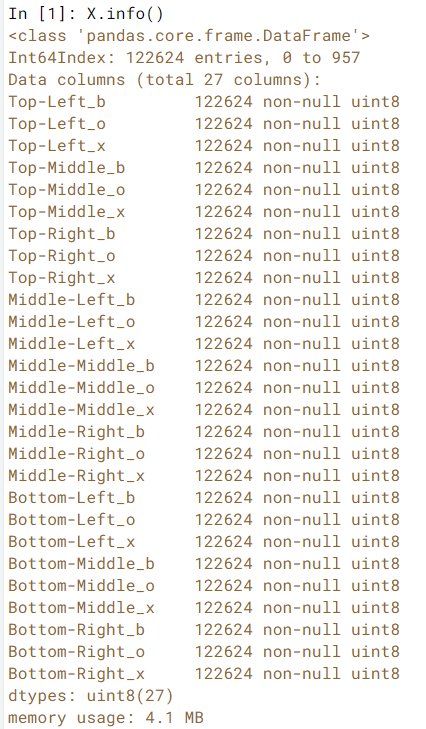 In [1]: X.info()
<class 'pandas.core.frame.DataFrame'>
Int64Index: 122624 entries, 0 to 957
Data columns (total 27 columns):
Top-Left_b         122624 non-null uint8
Top-Left_o         122624 non-null uint8
Top-Left_x         122624 non-null uint8
Top-Middle_b       122624 non-null uint8
Top-Middle_o       122624 non-null uint8
Top-Middle_x       122624 non-null uint8
Top-Right_b        122624 non-null uint8
Top-Right_o        122624 non-null uint8
Top-Right_x        122624 non-null uint8
Middle-Left_b      122624 non-null uint8
Middle-Left_o      122624 non-null uint8
Middle-Left_x      122624 non-null uint8
Middle-Middle_b    122624 non-null uint8
Middle-Middle_o    122624 non-null uint8
Middle-Middle_x    122624 non-null uint8
Middle-Right_b     122624 non-null uint8
Middle-Right_o     122624 non-null uint8
Middle-Right_x     122624 non-null uint8
Bottom-Left_b      122624 non-null uint8
Bottom-Left_o      122624 non-null uint8
Bottom-Left_x      122624 non-null uint8
Bottom-Middle_b    122624 non-null uint8
Bottom-Middle_o    122624 non-null uint8
Bottom-Middle_x    122624 non-null uint8
Bottom-Right_b     122624 non-null uint8
Bottom-Right_o     122624 non-null uint8
Bottom-Right_x     122624 non-null uint8
dtypes: uint8(27)
memory usage: 4.1 MB